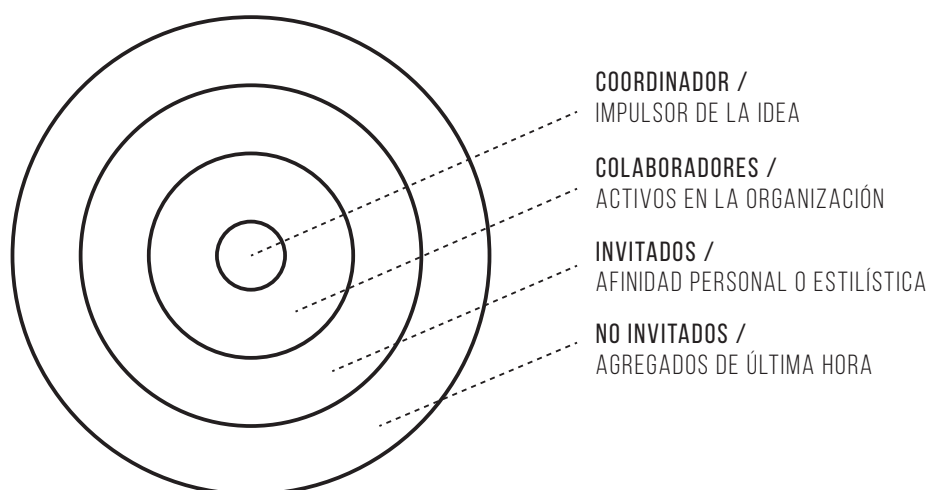 COORDINADOR /
IMPULSOR DE LA IDEA
COLABORADORES /
ACTIVOS EN LA ORGANIZACIÓN
INVITADOS /
AFINIDAD PERSONAL O ESTILÍSTICA
NO INVITADOS /
AGREGADOS DE ÚLTIMA HORA